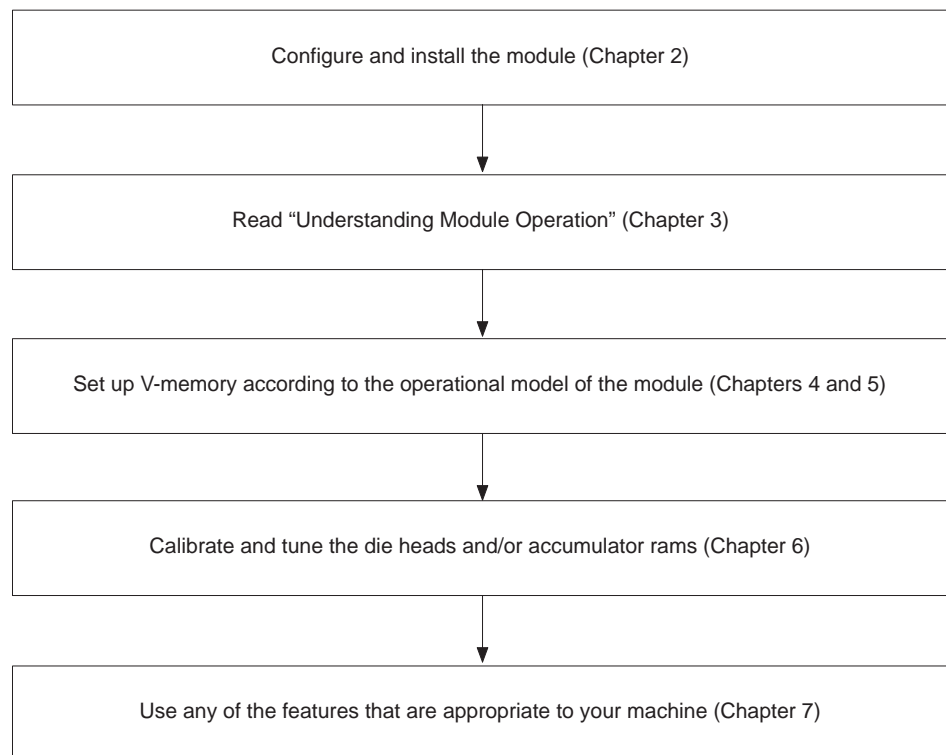 Configure and install the module (Chapter 2)
Read “Understanding Module Operation” (Chapter 3)
Set up V-memory according to the operational model of the module (Chapters 4 and 5)
Calibrate and tune the die heads and/or accumulator rams (Chapter 6)
Use any of the features that are appropriate to your machine (Chapter 7)